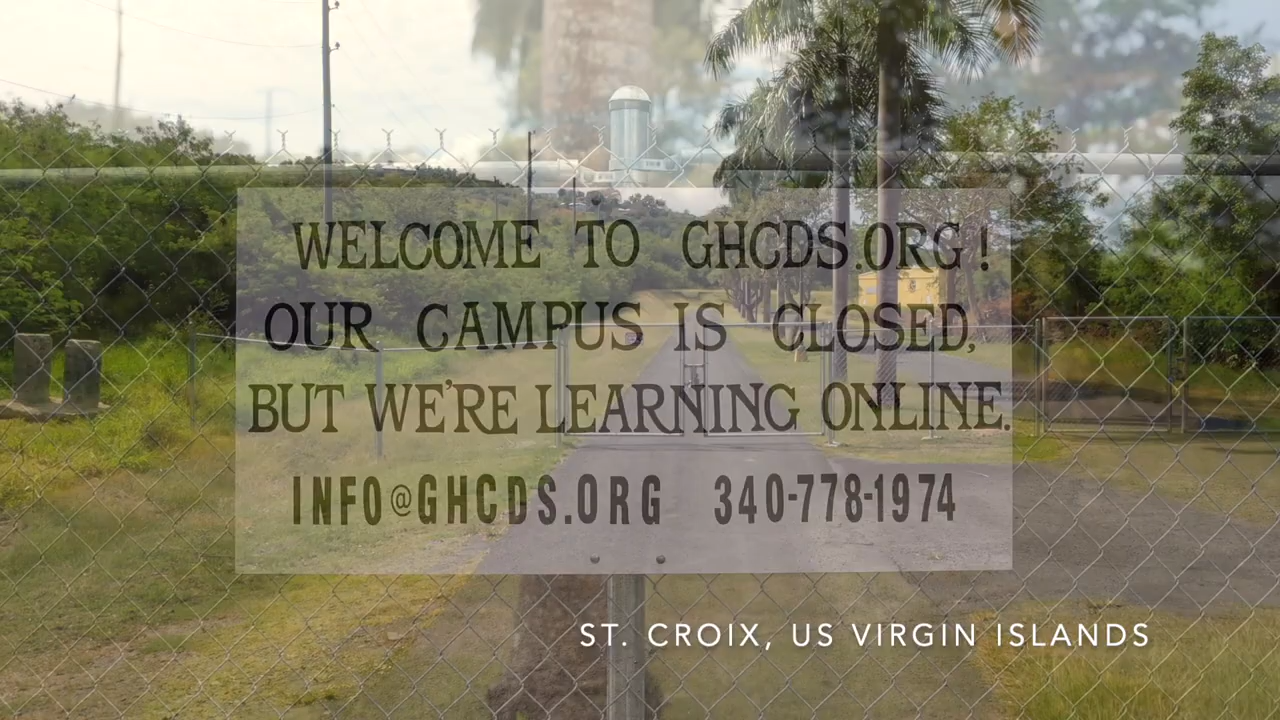 WELCOME TO GHCDS.ORG!
OUR CAMPUS IS CLOSED,
BUT WE'RE LEARNING ONLINE.
INFO@GHCDS.ORG 340-778-1974
ST. CROIX, US VIRGIN ISLANDS